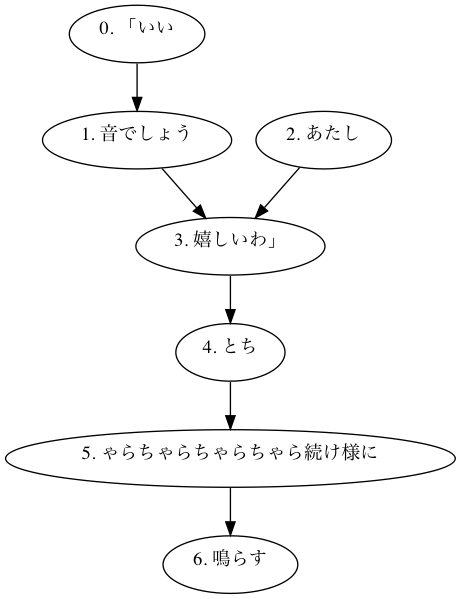 0. 「いい
1. 音でしょう
2. あたし
3. 嬉しいわ」
4. とち
5. ゃらちゃらちゃらちゃら続け様に
6. 鳴らす